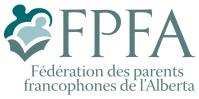 FPFA
Fédération des parents
francophones de l'Alberta